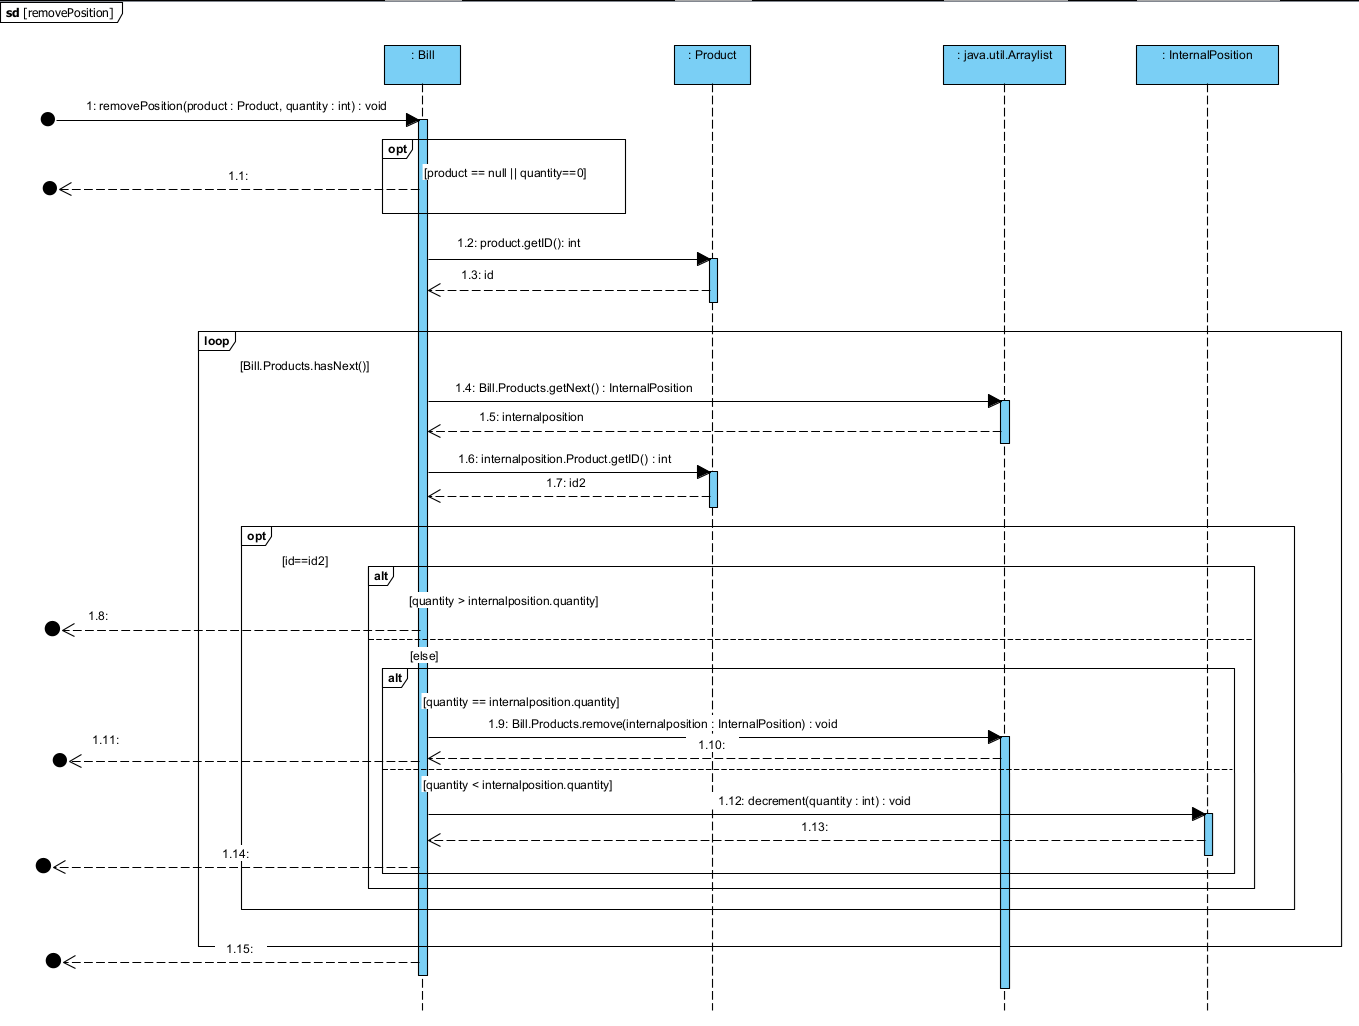 sd [removePosition]
: Bill
: Product
: java.util.Arraylist
: InternalPosition
1: removePosition(product : Product, quantity : int) : void
opt
[product == null || quantity==0]
1.1:
1.2: product.getID(): int
1.3: id
loop
[Bill.Products.hasNext()]
1.4: Bill.Products.getNext() : InternalPosition
1.5: internalposition
1.6: internalposition.Product.getID() : int
1.7: id2
opt
[id==id2]
alt
[quantity > internalposition.quantity]
1.8:
[else]
alt
[quantity == internalposition.quantity]
1.9: Bill.Products.remove(internalposition : InternalPosition) : void
1.10:
1.11:
[quantity < internalposition.quantity]
1.12: decrement(quantity : int) : void
1.13:
1.14:
1.15: